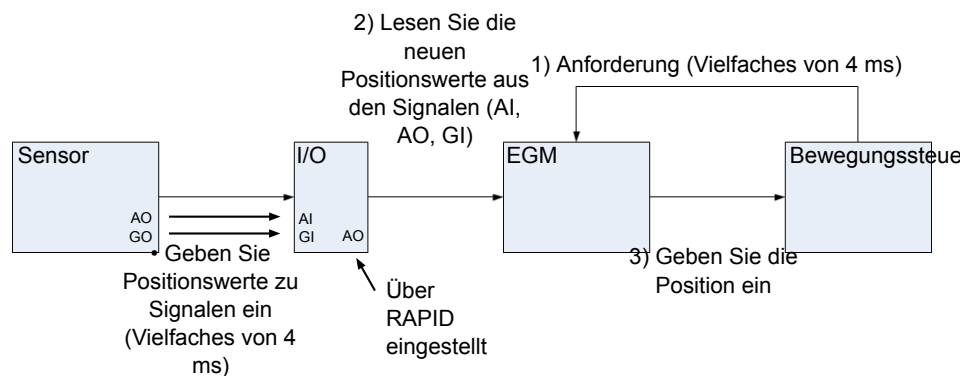 2) Lesen Sie die
neuen
Positionswerte aus
den Signalen (AI,
AO, GI)
1) Anforderung (Vielfaches von 4 ms)
Sensor
I/O
EGM
Bewegungssteue
AO
GO
AI
GI
AO
• Geben Sie
Positionswerte zu
Signalen ein
(Vielfaches von 4
ms)
Über
RAPID
eingestellt
3) Geben Sie die
Position ein